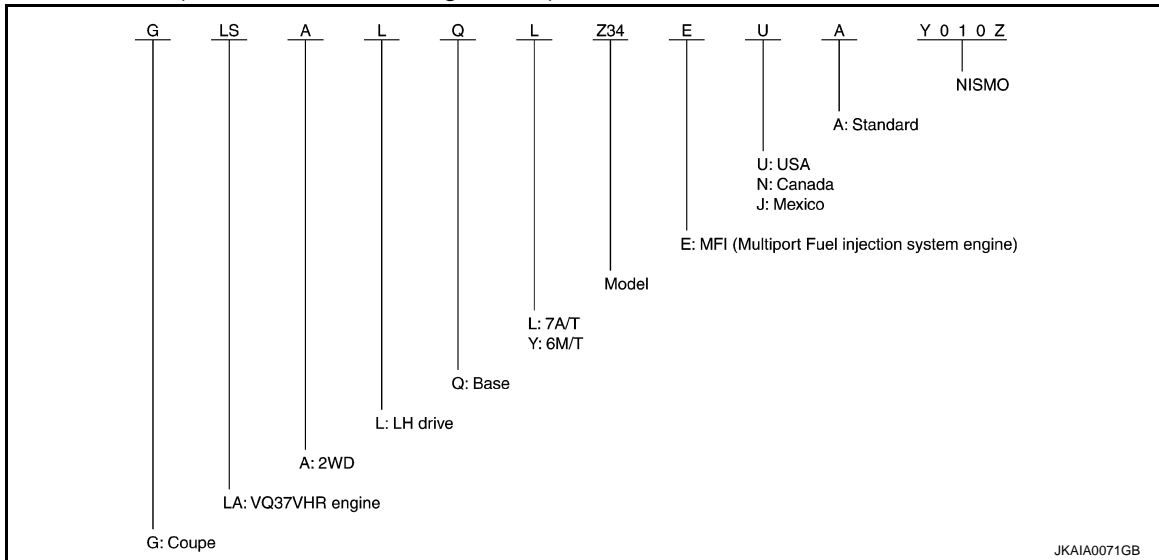 G LS A L Q L Z34 E U A Y 0 1 0 Z
NISMO
A: Standard
U: USA
N: Canada
J: Mexico
E: MFI (Multiport Fuel injection system engine)
Model
L: 7A/T
Y: 6M/T
Q: Base
L: LH drive
A: 2WD
LA: VQ37VHR engine
G: Coupe
JKAIA0071GB